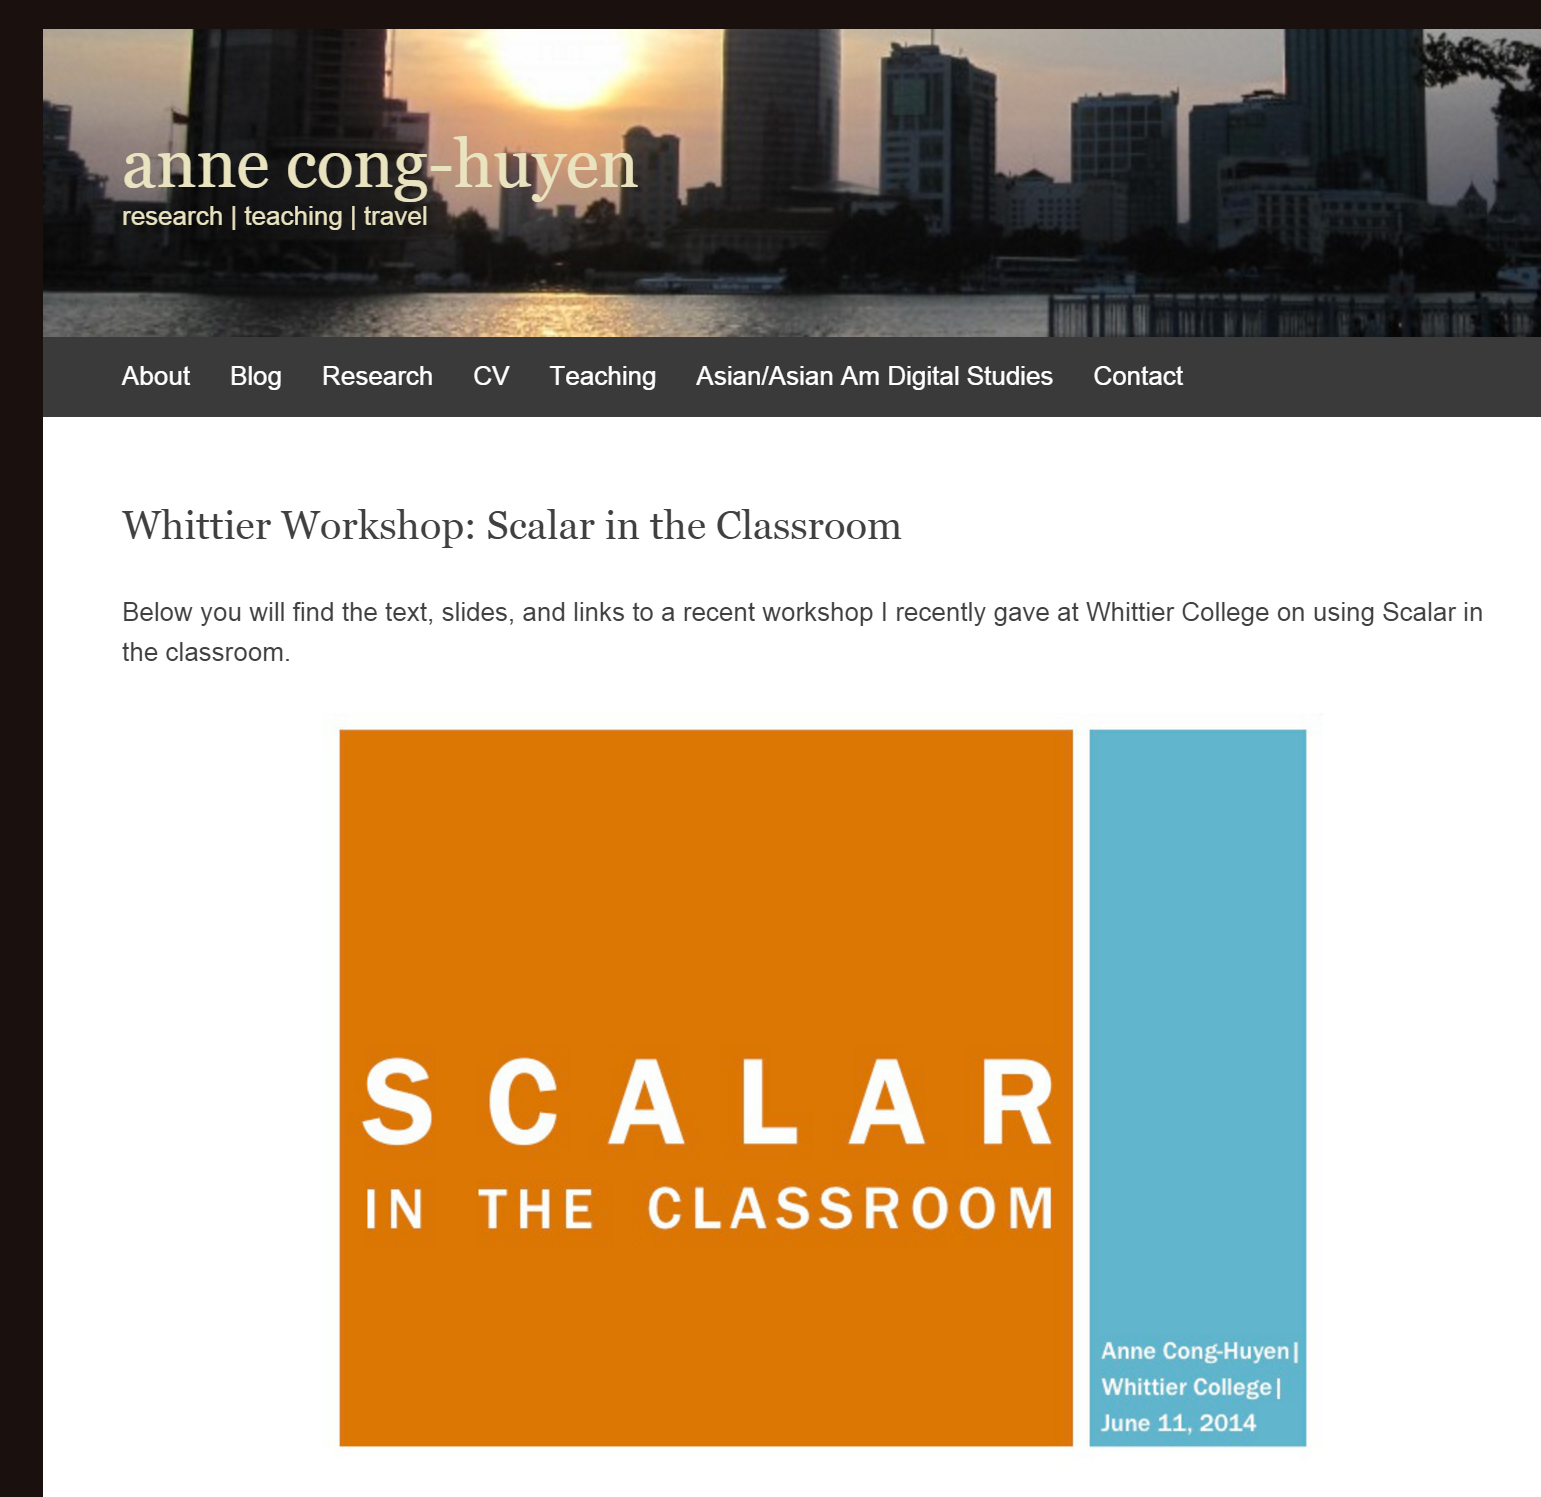 anne cong-huyen
research | teaching | travel
About Blog Research CV Teaching Asian/Asian Am Digital Studies Contact
Whittier Workshop: Scalar in the Classroom
Below you will find the text, slides, and links to a recent workshop I recently gave at Whittier College on using Scalar in
the classroom.
SCALAR
IN THE CLASSROOM
Anne Cong-Huyen|
Whittier College|
June 11, 2014